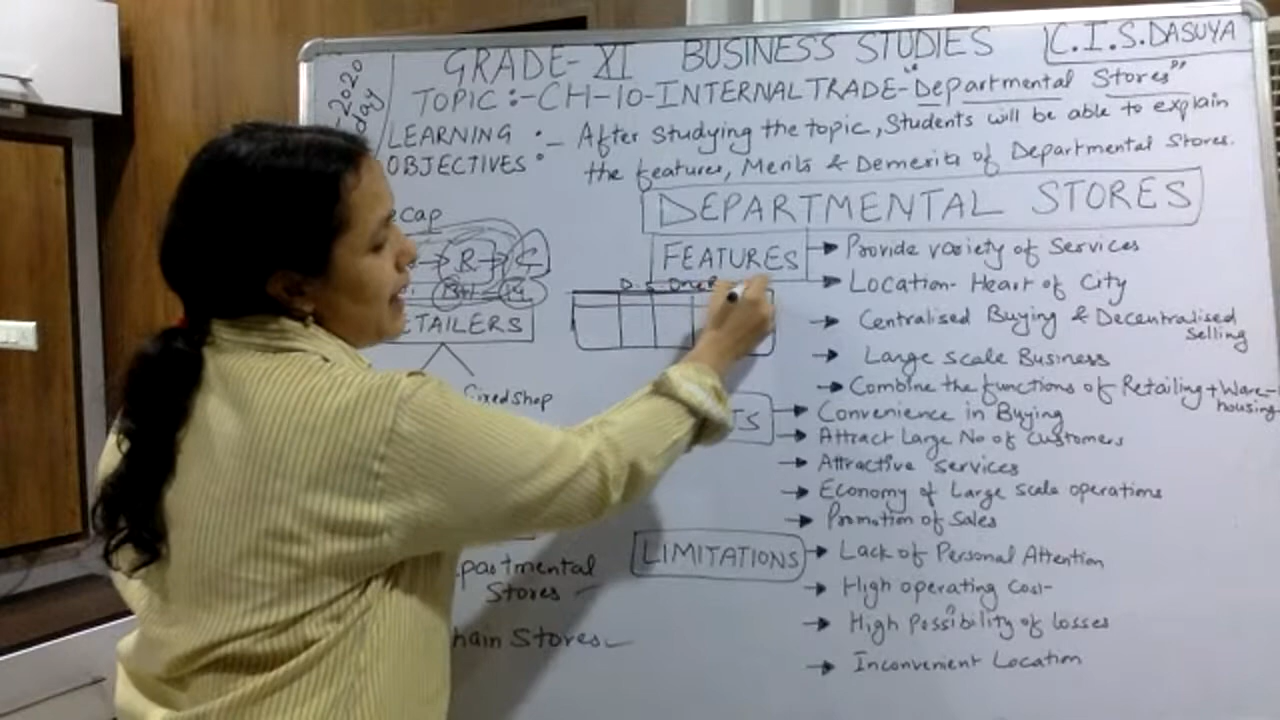 GRADE-XI BUSINESS STUDIES
C.I.S.DASUYA
2020
day
TOPIC:-CH-10-INTERNAL TRADE-"Departmental Stores"
LEARNING OBJECTIVES :- After studying the topic, Students will be able to explain
the features, Merits & Demerits of Departmental Stores.
DEPARTMENTAL STORES
ecap
R C
ETAILERS
Fixed Shop
partmental
Stores
hain Stores
FEATURES
→ Provide variety of Services
→ Location- Heart of City
→ Centralised Buying & Decentralised
Selling
→ Large scale Business
→ Combine the functions of Retailing + Ware-
housing
TS
→ Convenience in Buying
→ Attract Large No of customers
→ Attractive services
→ Economy of Large scale operations
→ Promotion of Sales
LIMITATIONS
→ Lack of Personal Attention
→ High operating Cost
→ High Possibility of losses
→ Inconvenient Location